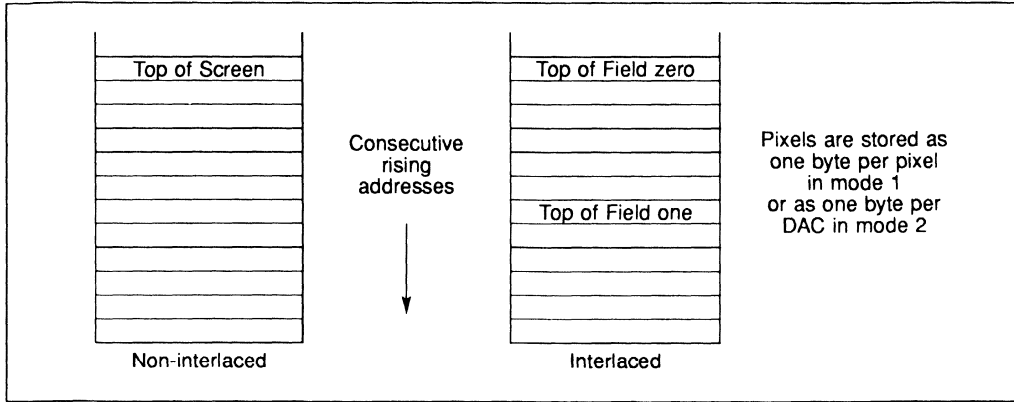 Top of Screen
Consecutive
rising
addresses
Non-interlaced
Top of Field zero
Top of Field one
Interlaced
Pixels are stored as
one byte per pixel
in mode 1
or as one byte per
DAC in mode 2